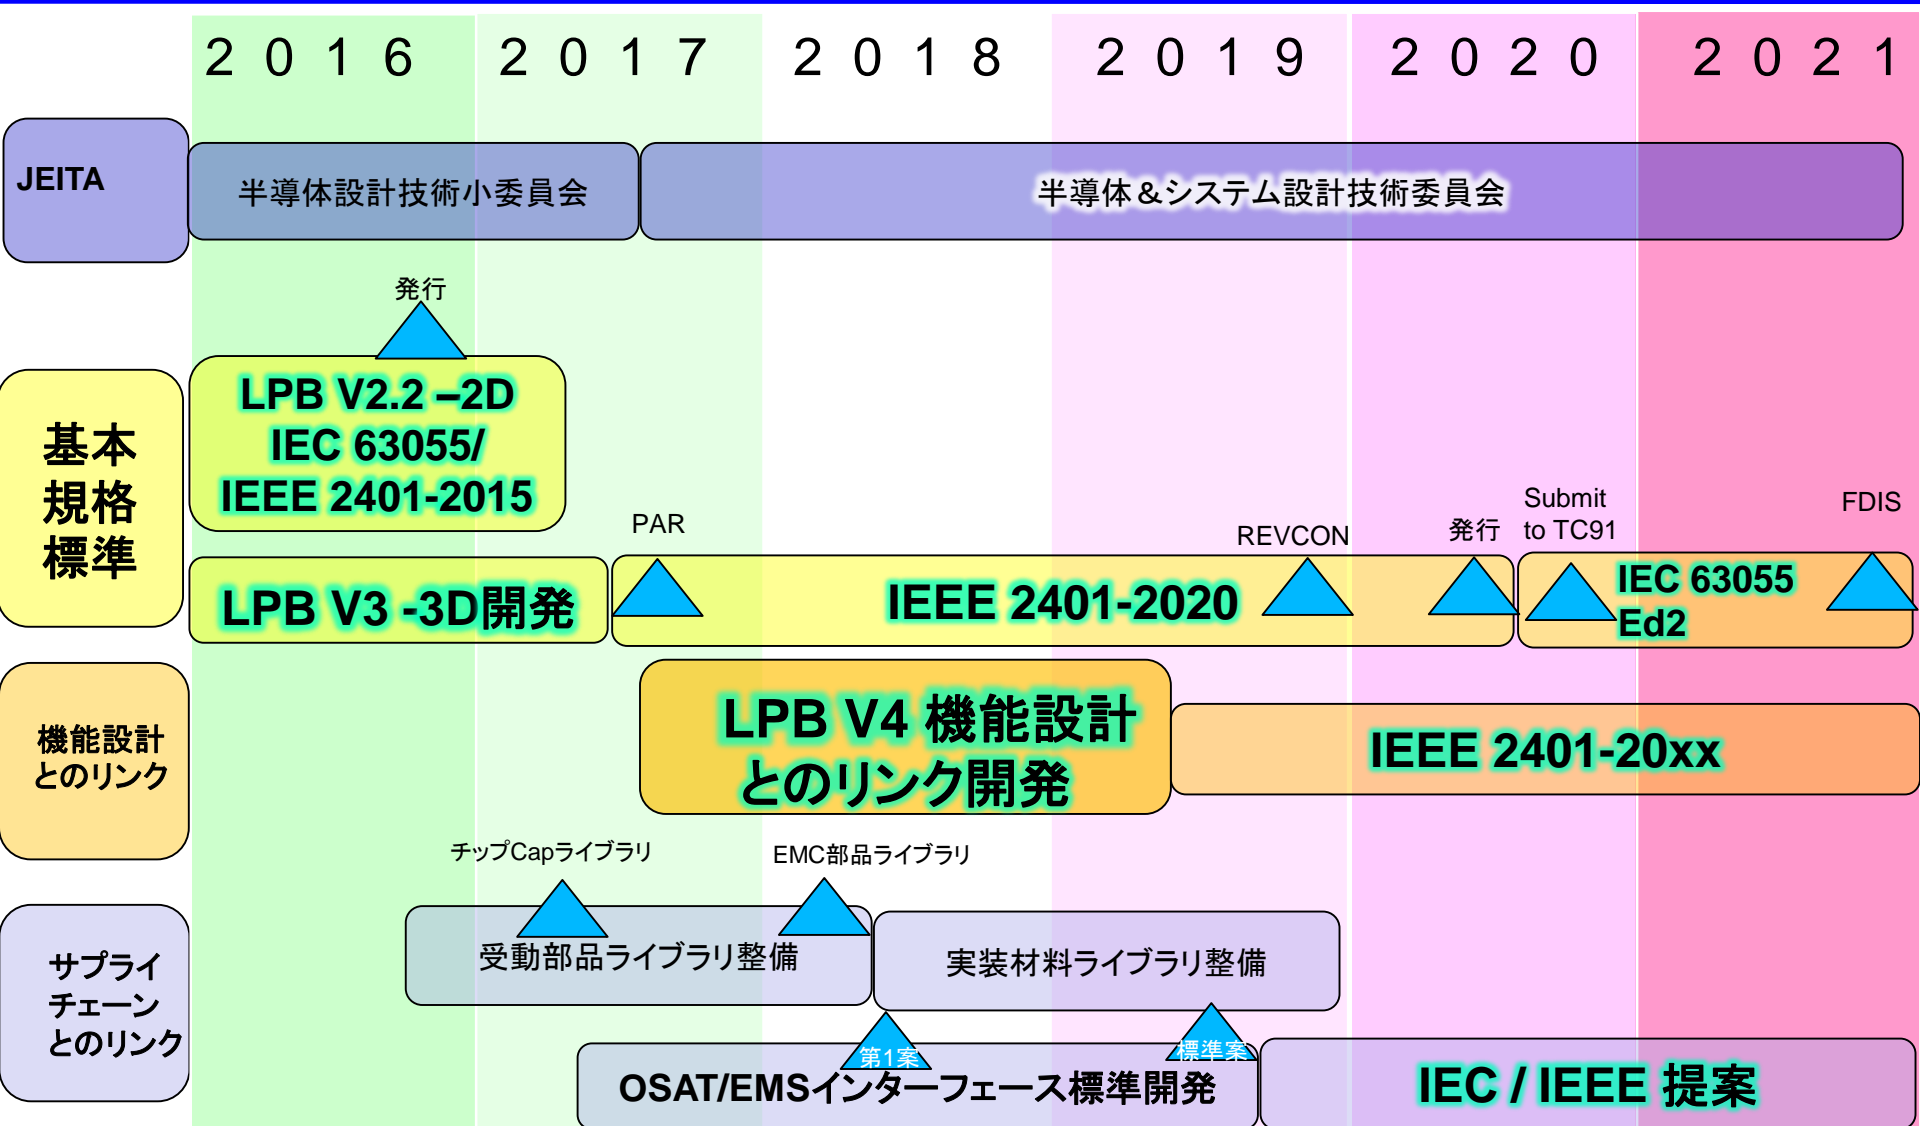 2016 2017 2018 2019 2020 2021
JEITA
半導体設計技術小委員会
半導体＆システム設計技術委員会
発行
基本
規格
標準
LPB V2.2 –2D
IEC 63055/
IEEE 2401-2015
PAR
REVCON
発行
Submit
to TC91
FDIS
LPB V3 -3D開発
IEEE 2401-2020
IEC 63055
Ed2
機能設計
とのリンク
LPB V4 機能設計
とのリンク開発
IEEE 2401-20xx
チップCapライブラリ
EMC部品ライブラリ
サプライ
チェーン
とのリンク
受動部品ライブラリ整備
実装材料ライブラリ整備
第1案
標準案
OSAT/EMSインターフェース標準開発
IEC / IEEE 提案